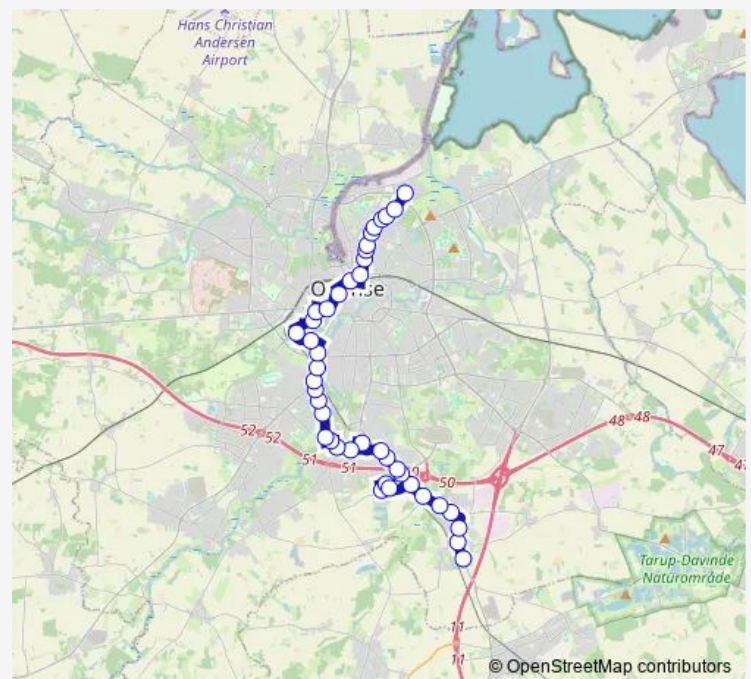 Hans Christian
Andersen
Airport
Odense
52
52
51
51
50
48
48
47
11
11
Tarup-Davinde
Naturområde
© OpenStreetMap contributors